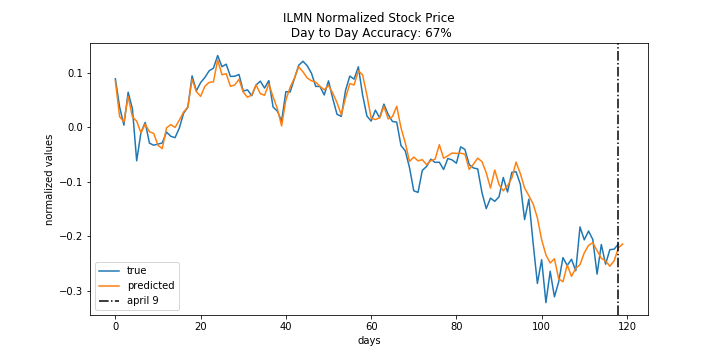 ILMN Normalized Stock Price
Day to Day Accuracy: 67%
normalized values
0.1
0.0
−0.1
−0.2
−0.3
true
predicted
april 9
0
20
40
60
80
100
120
days